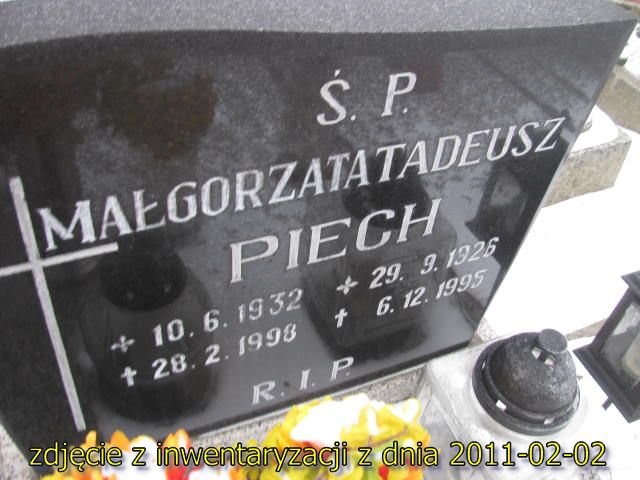 Ś. P.
MAŁGORZATA TADEUSZ
PIECH
10.6.1932 29.9.1926
✝ 28.2.1998 ✝ 6.12.1995
R. I. P.
zdjęcie z inwentaryzacji z dnia 2011-02-02